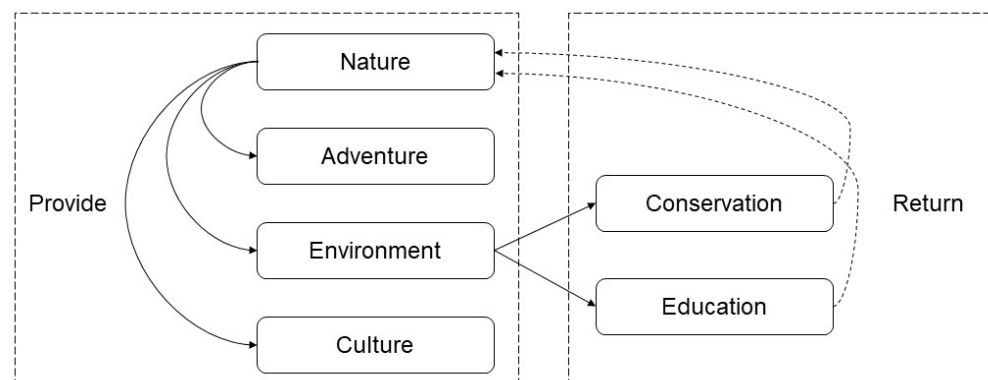 Nature
Adventure
Provide
Conservation
Return
Environment
Education
Culture